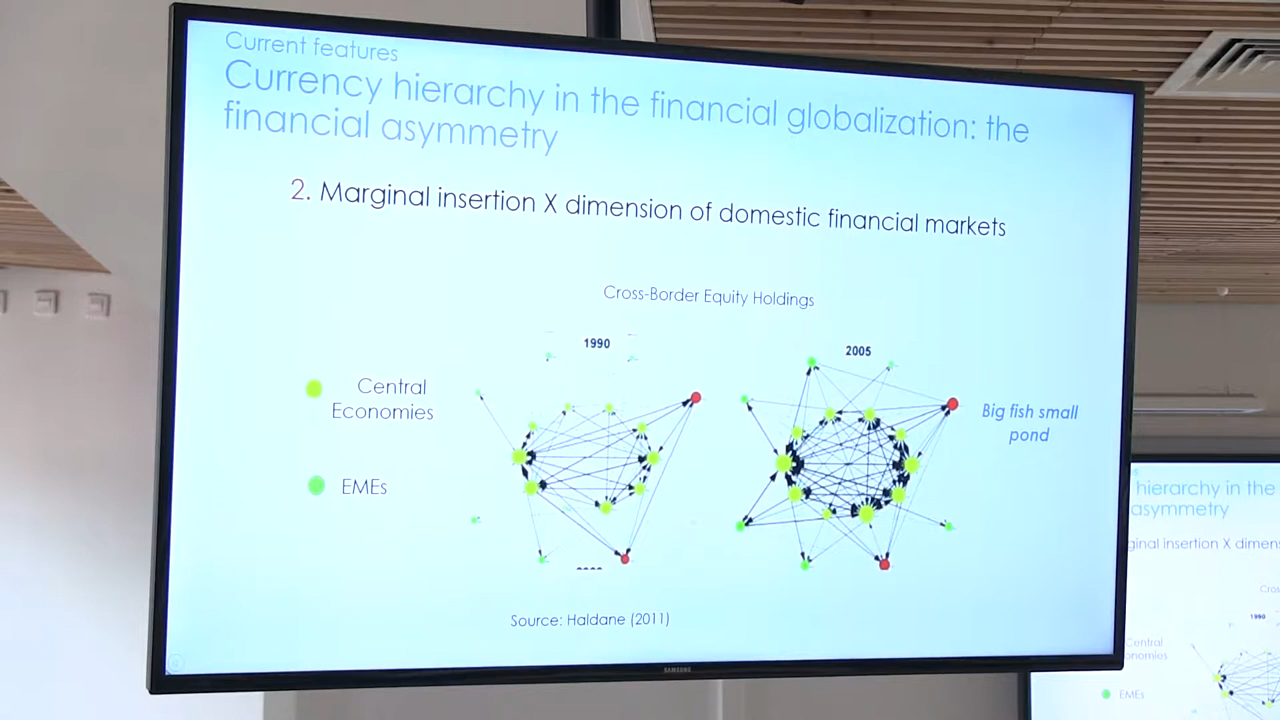 Current features
Currency hierarchy in the financial globalization: the
financial asymmetry
2. Marginal insertion X dimension of domestic financial markets
Cross-Border Equity Holdings
1990
2005
Central
Economies
EMEs
Big fish small
pond
Source: Haldane (2011)
SAMSUNG
hierarchy in the
asymmetry
ginal insertion X dimens
Cros
1990
Central
onomies
EMEs